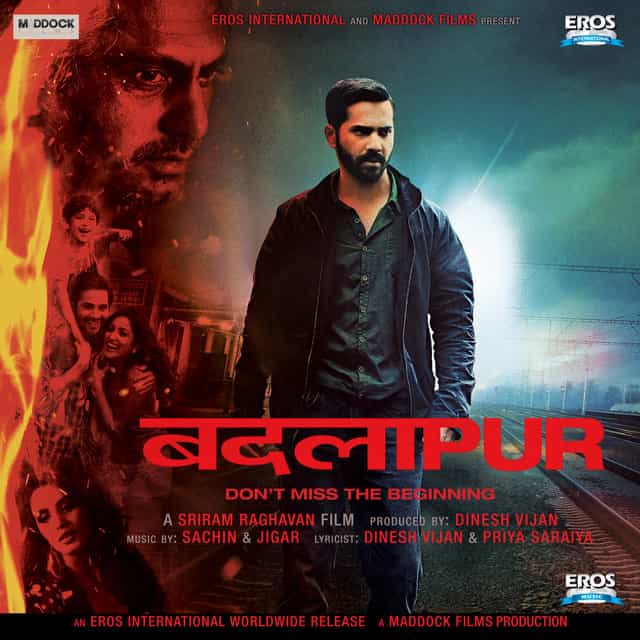 MADDOCK
EROS INTERNATIONAL AND MADDOCK FILMS PRESENT
EROS
INTERNATIONAL
बदलाPUR
DON'T MISS THE BEGINNING
A SRIRAM RAGHAVAN FILM PRODUCED BY: DINESH VIJAN
MUSIC BY: SACHIN & JIGAR LYRICIST: DINESH VIJAN & PRIYA SARAIYA
EROS
MUSIC
AN EROS INTERNATIONAL WORLDWIDE RELEASE A MADDOCK FILMS PRODUCTION